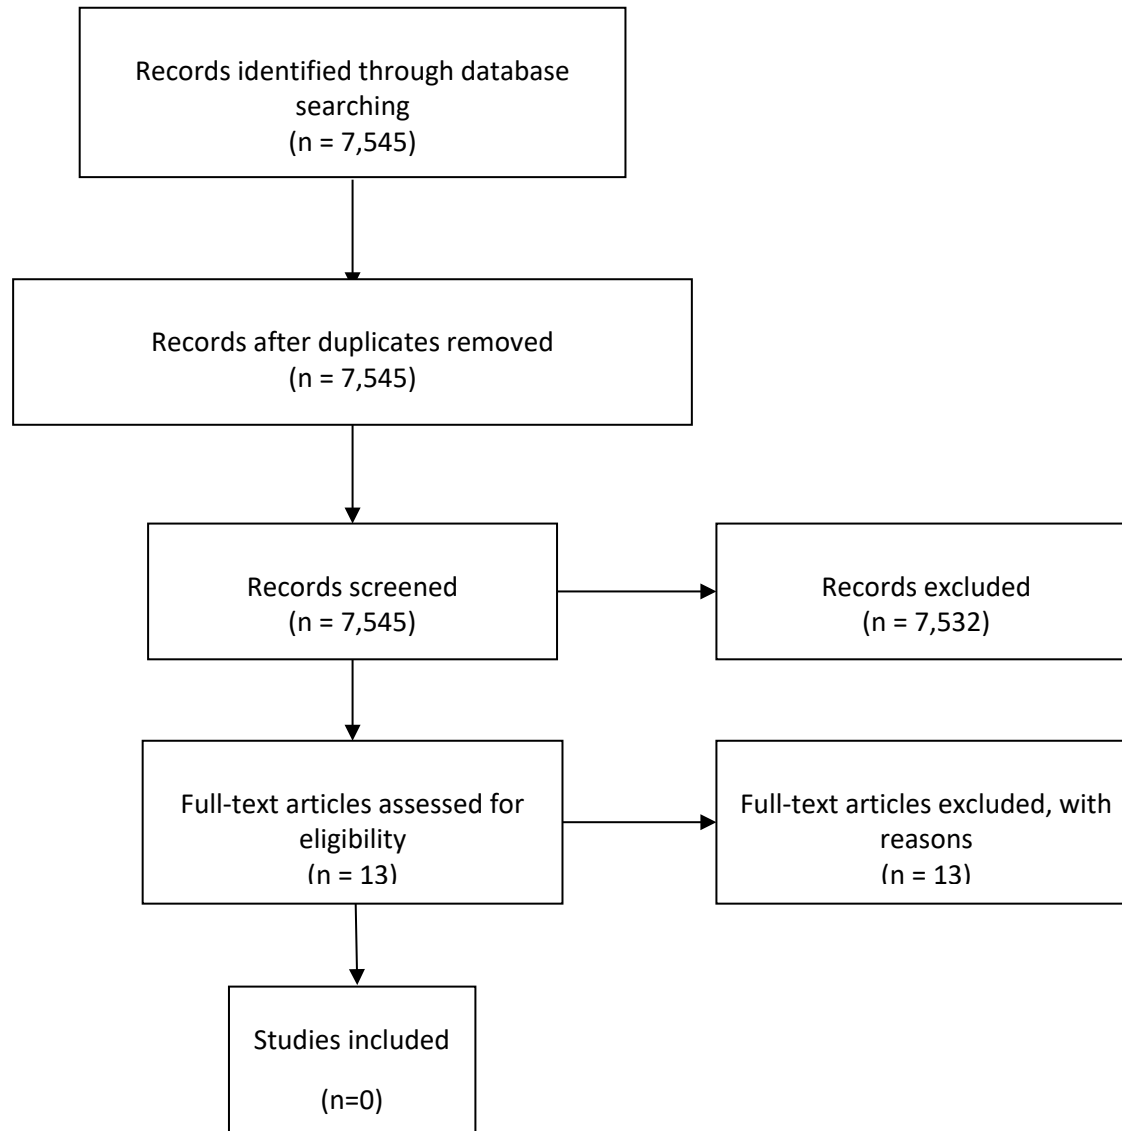 Records identified through database
searching
(n = 7,545)
Records after duplicates removed
(n = 7,545)
Records screened
(n = 7,545)
Records excluded
(n = 7,532)
Full-text articles assessed for
eligibility
(n = 13)
Full-text articles excluded, with
reasons
(n = 13)
Studies included
(n=0)